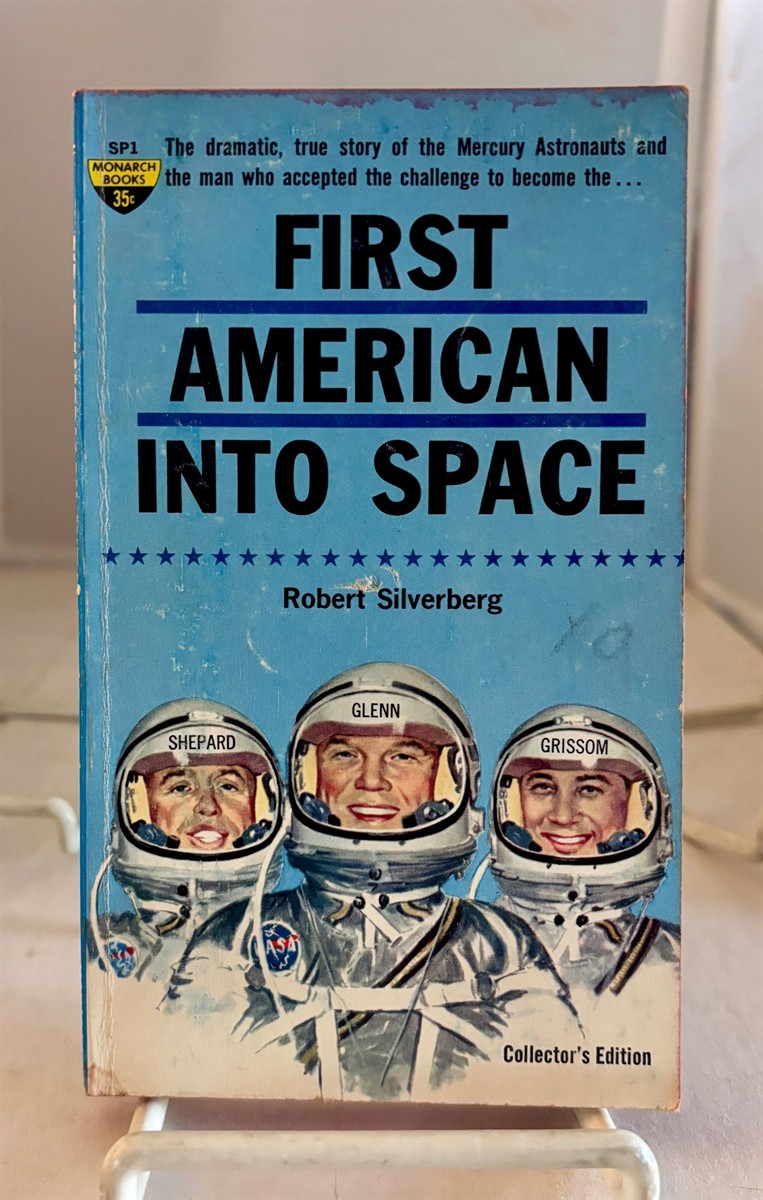 SP1
MONARCH
BOOKS
35¢
The dramatic, true story of the Mercury Astronauts and
the man who accepted the challenge to become the...
FIRST
AMERICAN
INTO SPACE
Robert Silverberg
SHEPARD
GLENN
GRISSOM
NASA
Collector's Edition